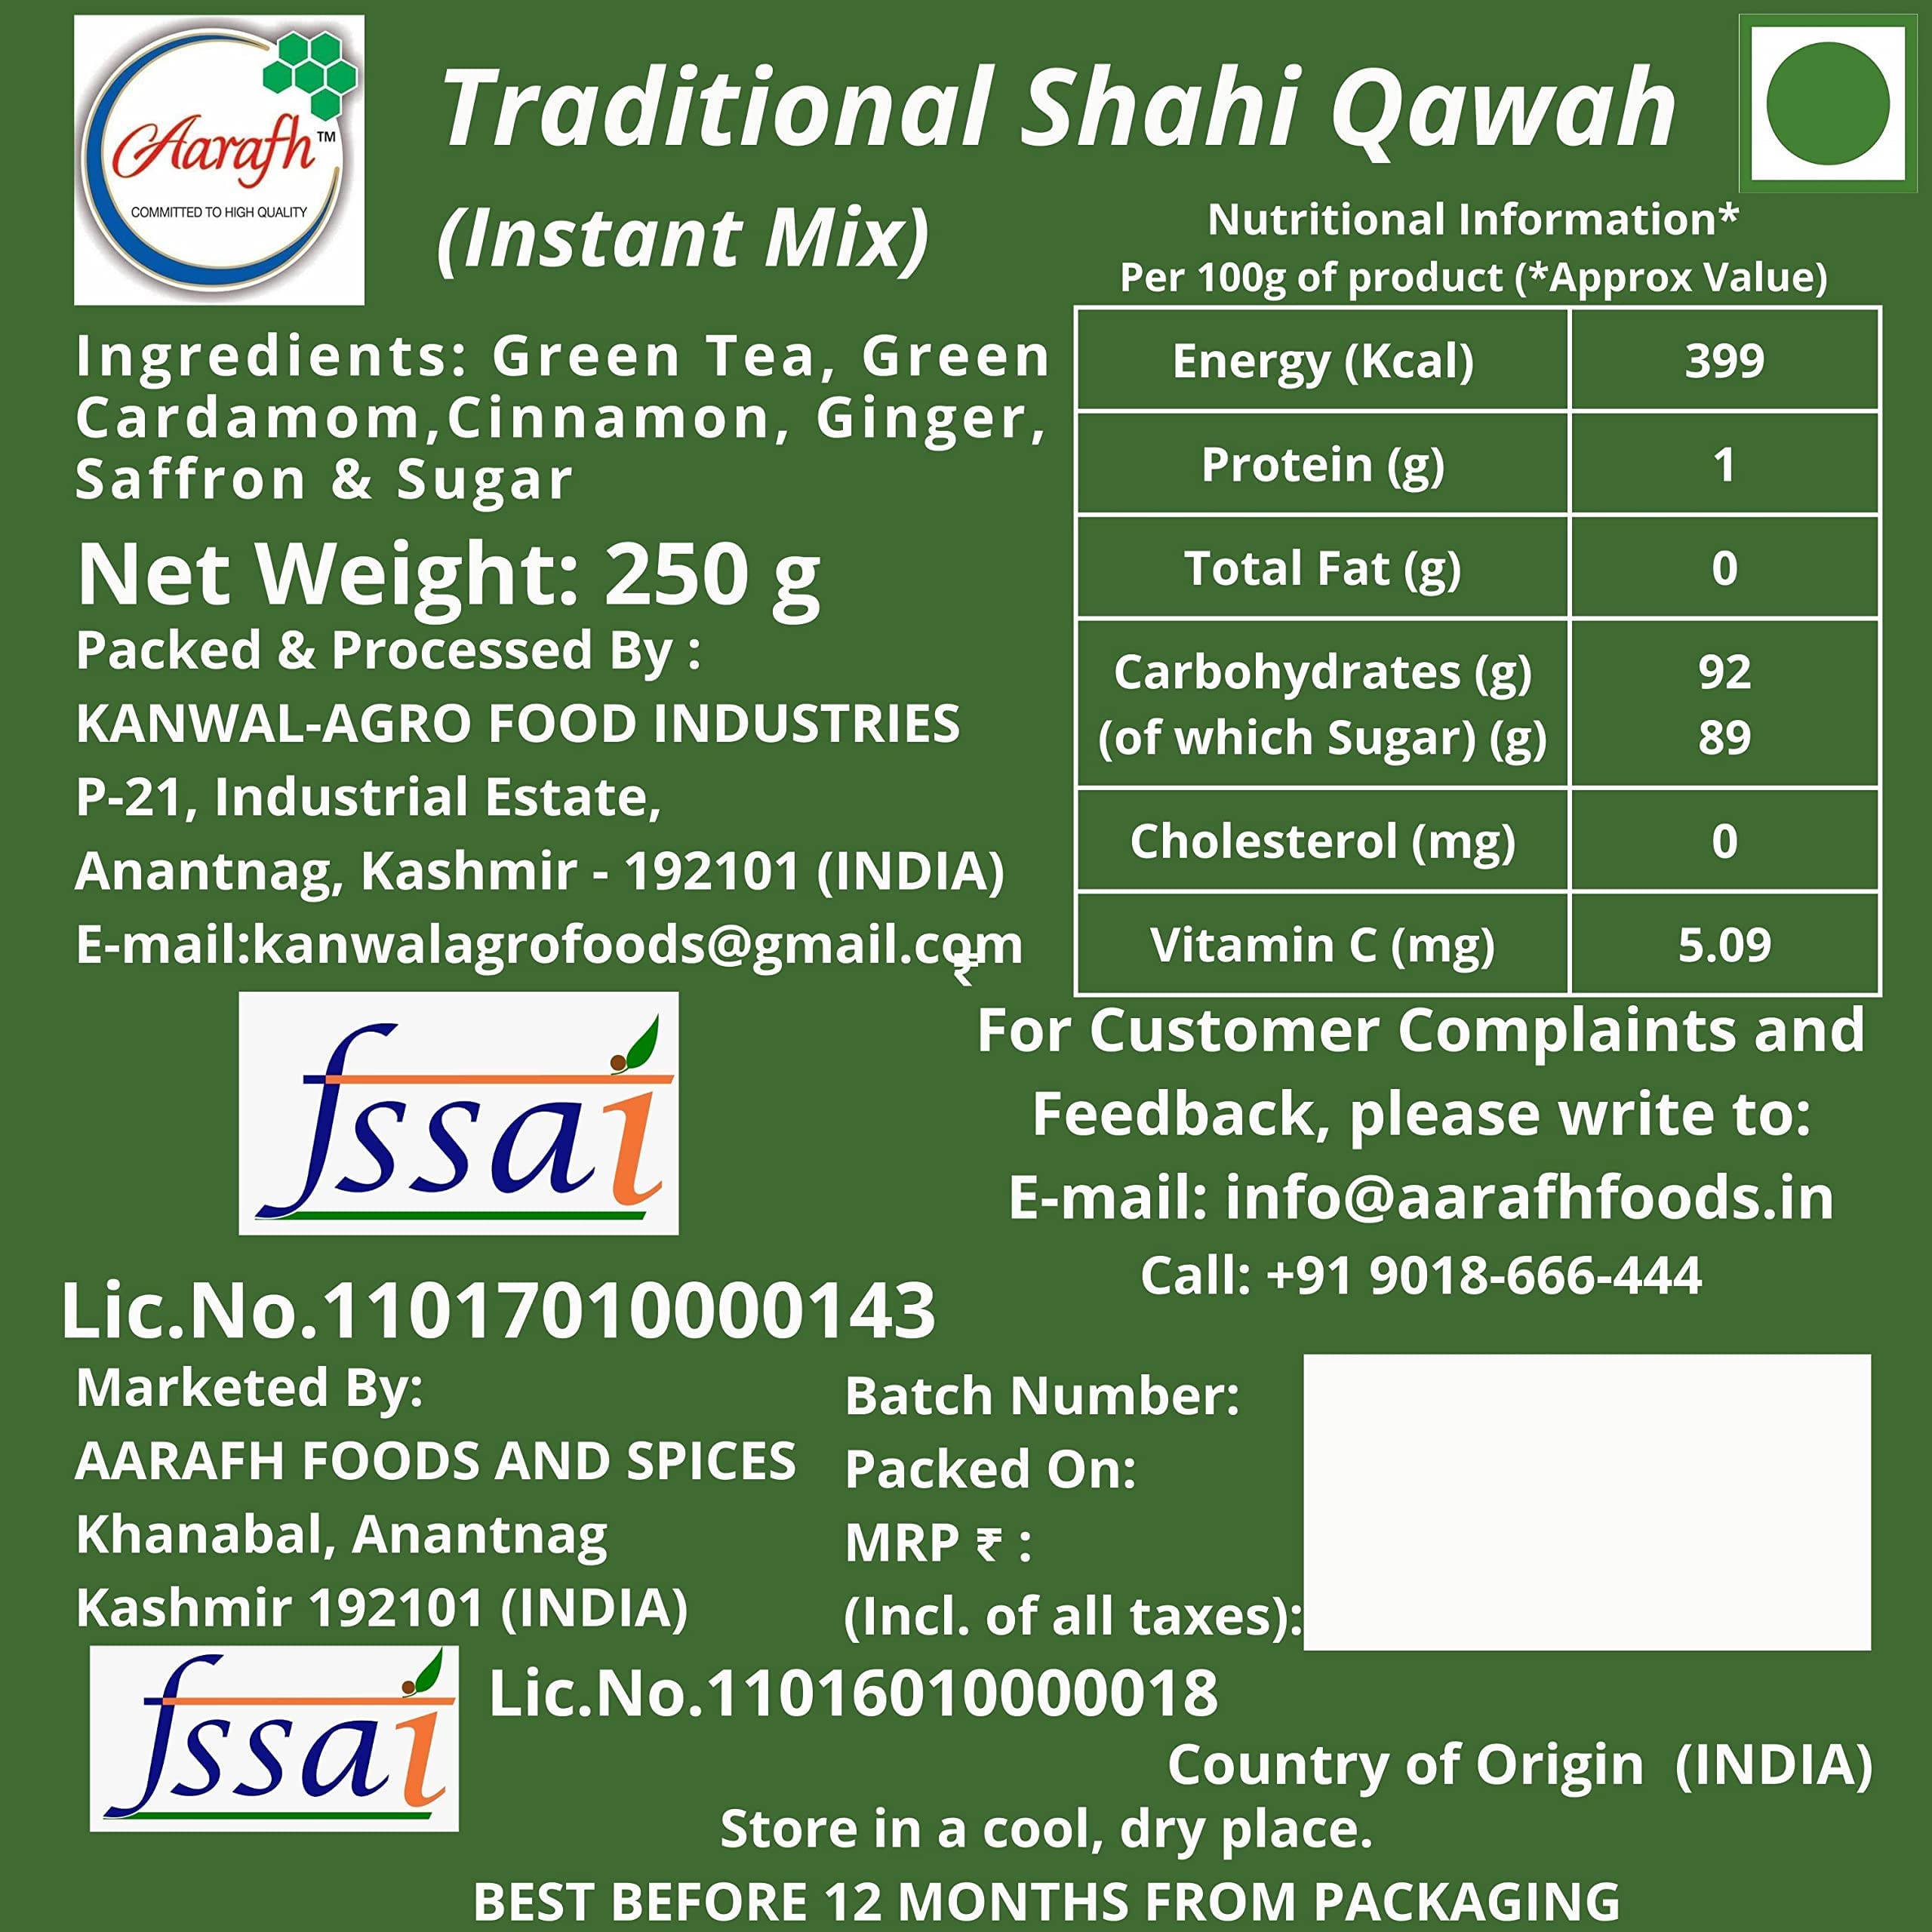 Aarafh™
COMMITTED TO HIGH QUALITY
Traditional Shahi Qawah
(Instant Mix)
Ingredients: Green Tea, Green
Cardamom,Cinnamon, Ginger,
Saffron & Sugar
Net Weight: 250 g
Packed & Processed By :
KANWAL-AGRO FOOD INDUSTRIES
P-21, Industrial Estate,
Anantnag, Kashmir - 192101 (INDIA)
E-mail:kanwalagrofoods@gmail.com
₹
fssai
Lic.No.11017010000143
Nutritional Information*
Per 100g of product (*Approx Value)
Energy (Kcal) 399
Protein (g) 1
Total Fat (g) 0
Carbohydrates (g) 92
(of which Sugar) (g) 89
Cholesterol (mg) 0
Vitamin C (mg) 5.09
For Customer Complaints and
Feedback, please write to:
E-mail: info@aarafhfoods.in
Call: +91 9018-666-444
Marketed By:
AARAFH FOODS AND SPICES
Khanabal, Anantnag
Kashmir 192101 (INDIA)
Batch Number:
Packed On:
MRP ₹ :
(Incl. of all taxes):
fssai
Lic.No.11016010000018
Country of Origin (INDIA)
Store in a cool, dry place.
BEST BEFORE 12 MONTHS FROM PACKAGING